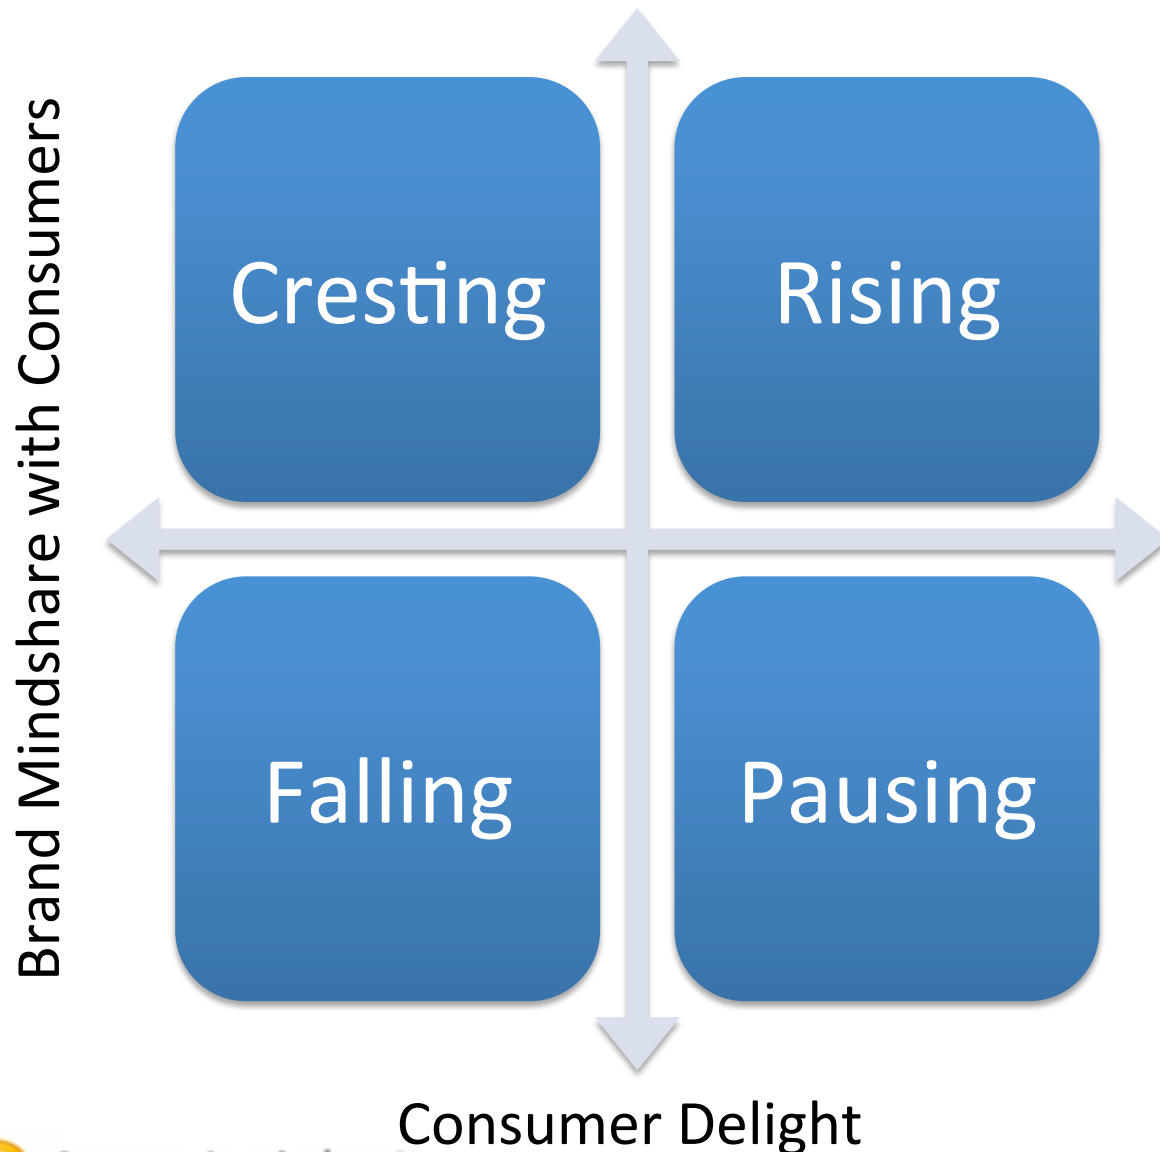 Brand Mindshare with Consumers
Cresting
Rising
Falling
Pausing
Consumer Delight